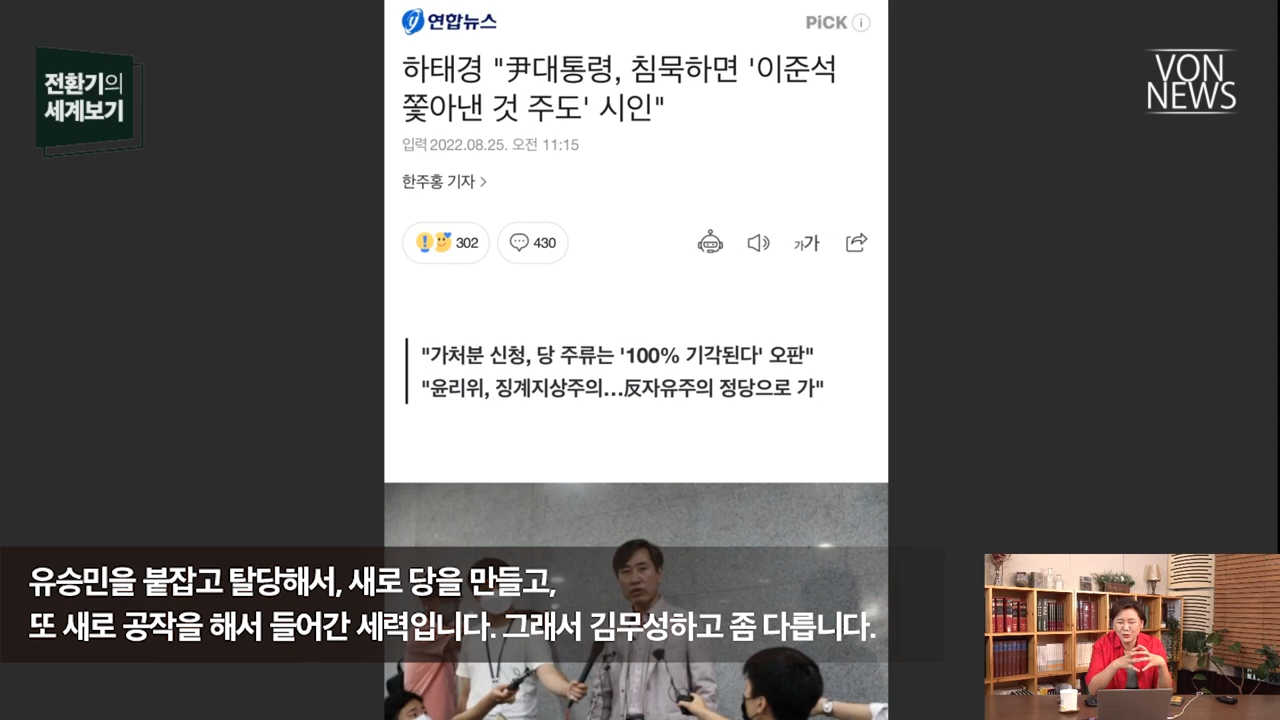 연합뉴스
PiCK
하태경 "尹대통령, 침묵하면 '이준석
쫓아낸 것 주도' 시인"
입력 2022.08.25. 오전 11:15
한주홍 기자
302
430
가가
"가처분 신청, 당 주류는 '100% 기각된다' 오판"
"윤리위, 징계지상주의…反자유주의 정당으로 가"
전환기의
세계보기
VON
NEWS
유승민을 붙잡고 탈당해서, 새로 당을 만들고,
또 새로 공작을 해서 들어간 세력입니다. 그래서 김무성하고 좀 다릅니다.